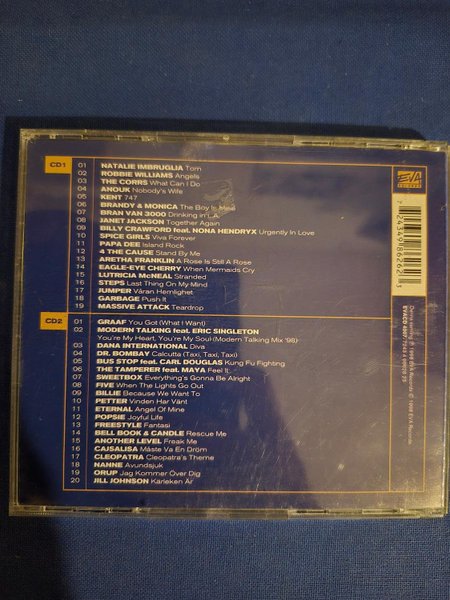 CD1
01 NATALIE IMBRUGLIA Torn
02 ROBBIE WILLIAMS Angels
03 THE CORRS What Can I Do
04 ANOUK Nobody's Wife
05 KENT 747
06 BRANDY & MONICA The Boy Is Mine
07 BRAN VAN 3000 Drinking in L.A.
08 JANET JACKSON Together Again
09 BILLY CRAWFORD feat. NONA HENDRYX Urgently In Love
10 SPICE GIRLS Viva Forever
11 PAPA DEE Island Rock
12 4 THE CAUSE Stand By Me
13 ARETHA FRANKLIN A Rose Is Still A Rose
14 EAGLE-EYE CHERRY When Mermaids Cry
15 LUTRICIA McNEAL Stranded
16 STEPS Last Thing On My Mind
17 JUMPER Våran Hemlighet
18 GARBAGE Push It
19 MASSIVE ATTACK Teardrop
CD2
01 GRAAF You Got (What I Want)
02 MODERN TALKING feat. ERIC SINGLETON
You're My Heart, You're My Soul (Modern Talking Mix '98)
03 DANA INTERNATIONAL Diva
04 DR. BOMBAY Calcutta (Taxi, Taxi, Taxi)
05 BUS STOP feat. CARL DOUGLAS Kung Fu Fighting
06 THE TAMPERER feat. MAYA Feel It
07 SWEETBOX Everything's Gonna Be Alright
08 FIVE When The Lights Go Out
09 BILLIE Because We Want To
10 PETTER Vinden Har Vänt
11 ETERNAL Angel Of Mine
12 POPSIE Joyful Life
13 FREESTYLE Fantasi
14 BELL BOOK & CANDLE Rescue Me
15 ANOTHER LEVEL Freak Me
16 CAJSALISA Måste Va En Dröm
17 CLEOPATRA Cleopatra's Theme
18 NANNE Avundsjuk
19 ORUP Jag Kommer Över Dig
20 JILL JOHNSON Kärleken Är
EVA
RECORDS
7 24349 86262 3